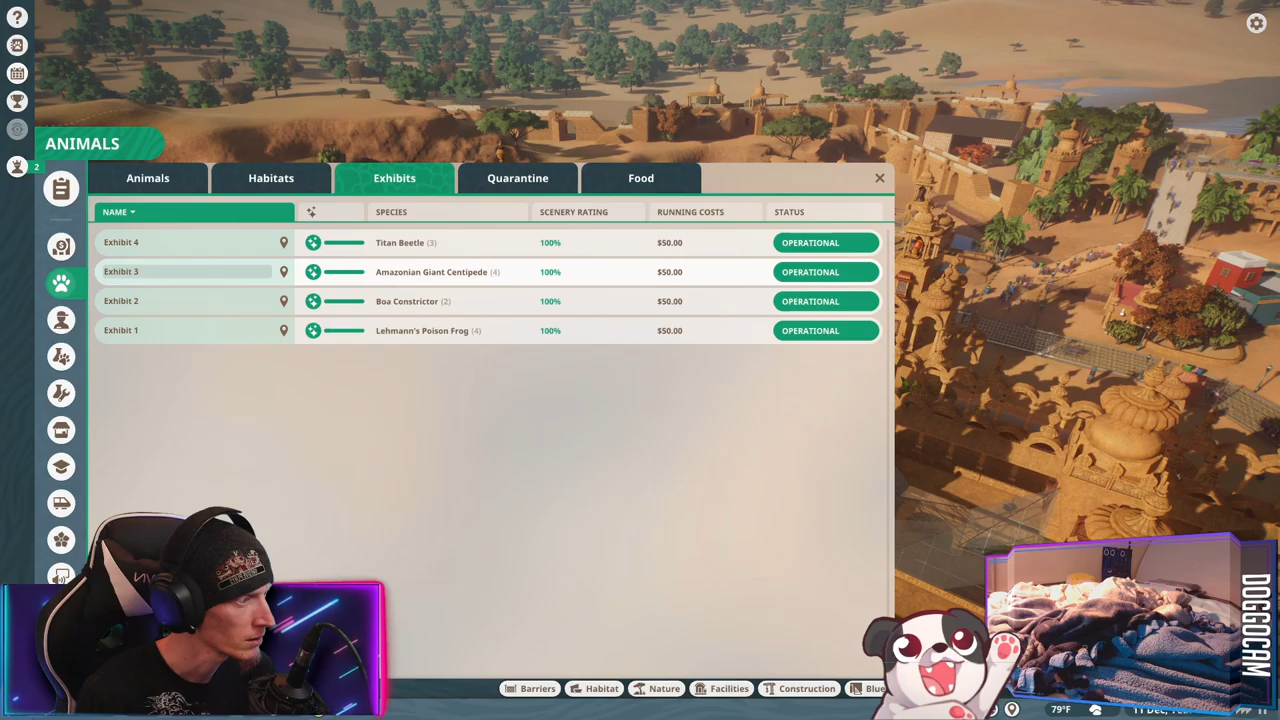 2
ANIMALS
Animals Habitats Exhibits Quarantine Food
NAME SPECIES SCENERY RATING RUNNING COSTS STATUS
Exhibit 4 Titan Beetle (3) 100% $50.00 OPERATIONAL
Exhibit 3 Amazonian Giant Centipede (4) 100% $50.00 OPERATIONAL
Exhibit 2 Boa Constrictor (2) 100% $50.00 OPERATIONAL
Exhibit 1 Lehmann's Poison Frog (4) 100% $50.00 OPERATIONAL
DOGGOCAM
Barriers Habitat Nature Facilities Construction Blue
79°F 11 Dec,